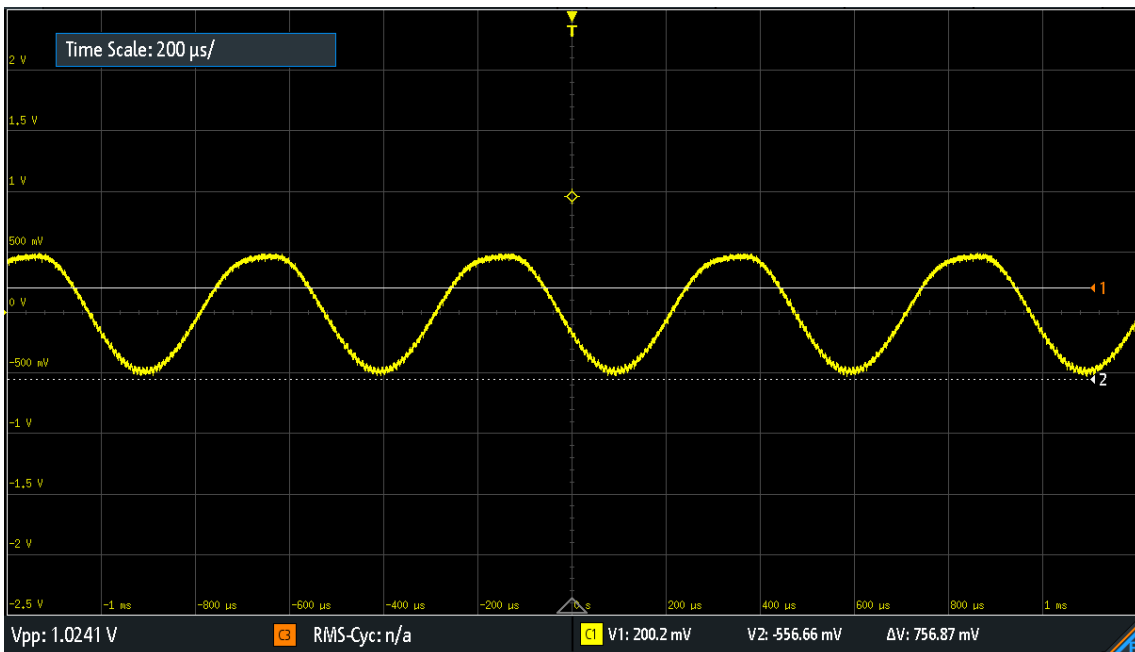 T
Time Scale: 200 µs/
2 V
1.5 V
1 V
500 mV
0 V
1
-500 mV
2
-1 V
-1.5 V
-2 V
-2.5 V -1 ms -800 µs -600 µs -400 µs -200 µs 0 s 200 µs 400 µs 600 µs 800 µs 1 ms
Vpp: 1.0241 V C3 RMS-Cyc: n/a C1 V1: 200.2 mV V2: -556.66 mV ΔV: 756.87 mV